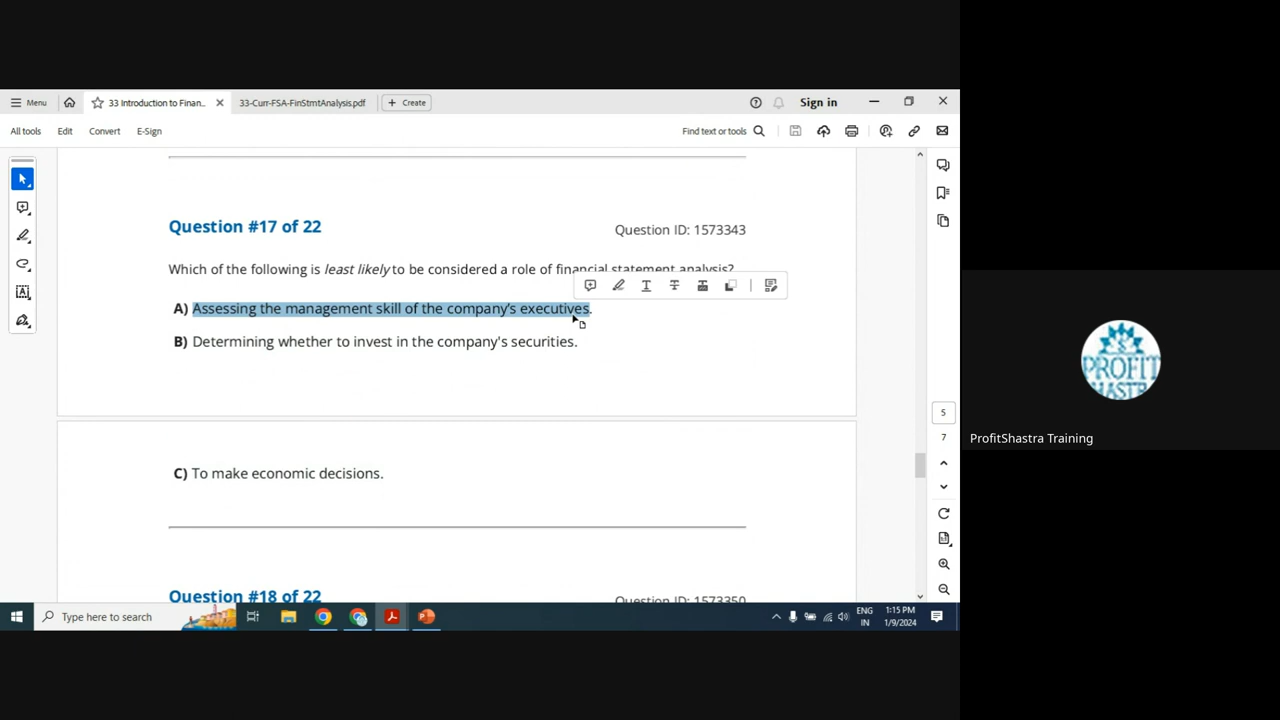 Menu
33 Introduction to Finan...
33-Curr-FSA-FinStmtAnalysis.pdf
+ Create
Sign in
All tools
Edit
Convert
E-Sign
Find text or tools
Question #17 of 22
Question ID: 1573343
Which of the following is least likely to be considered a role of financial statement analysis?
A) Assessing the management skill of the company's executives.
B) Determining whether to invest in the company's securities.
5
7
C) To make economic decisions.
Question #18 of 22
Question ID: 1573350
PROFIT
ProfitShastra Training
Type here to search
ENG
IN
1:15 PM
1/9/2024